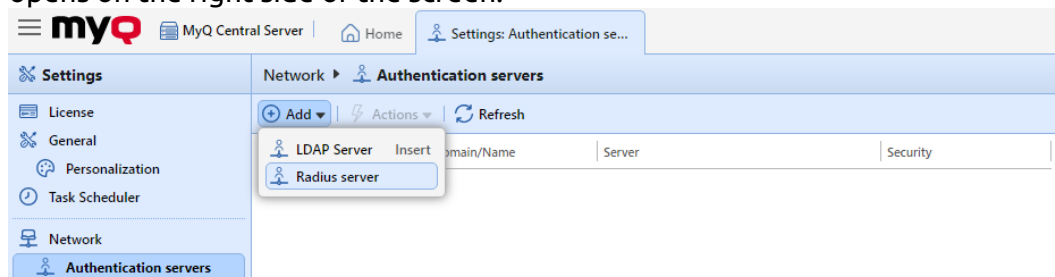 opens on the right side of the screen.
myQ MyQ Central Server Home Settings: Authentication se...
Settings Network Authentication servers
License Add Actions Refresh
General LDAP Server Insert Domain/Name Server Security
Personalization Radius server
Task Scheduler
Network
Authentication servers